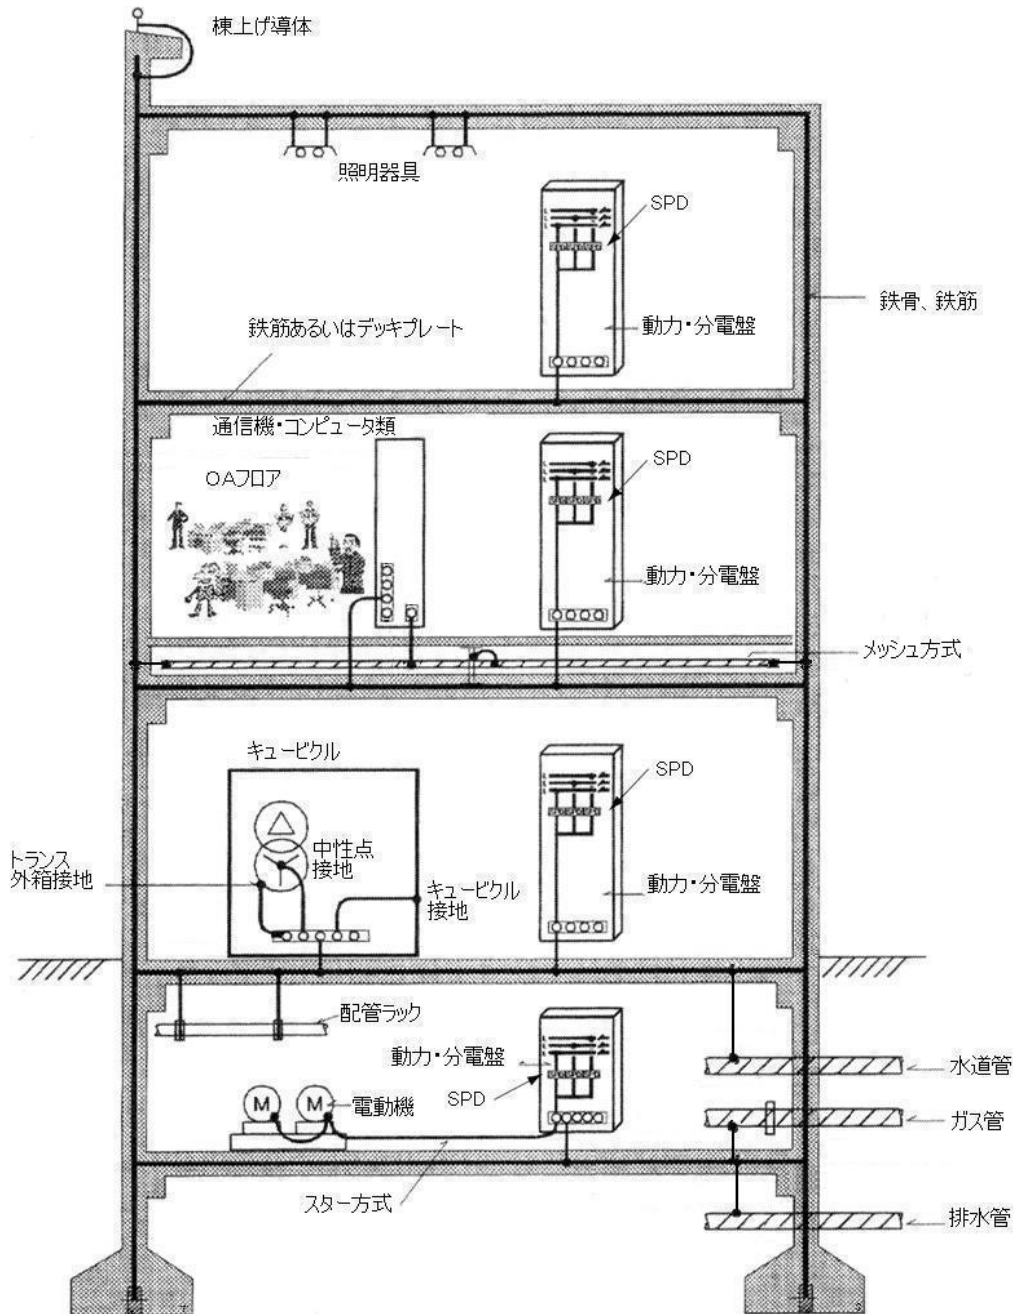 棟上げ導体
照明器具
SPD
鉄骨、鉄筋
動力・分電盤
鉄筋あるいはデッキプレート
通信機・コンピュータ類
OAフロア
SPD
動力・分電盤
メッシュ方式
キュービクル
SPD
中性点
接地
トランス
外箱接地
キュービクル
接地
動力・分電盤
配管ラック
動力・分電盤
水道管
SPD
M
M
電動機
ガス管
スター方式
排水管